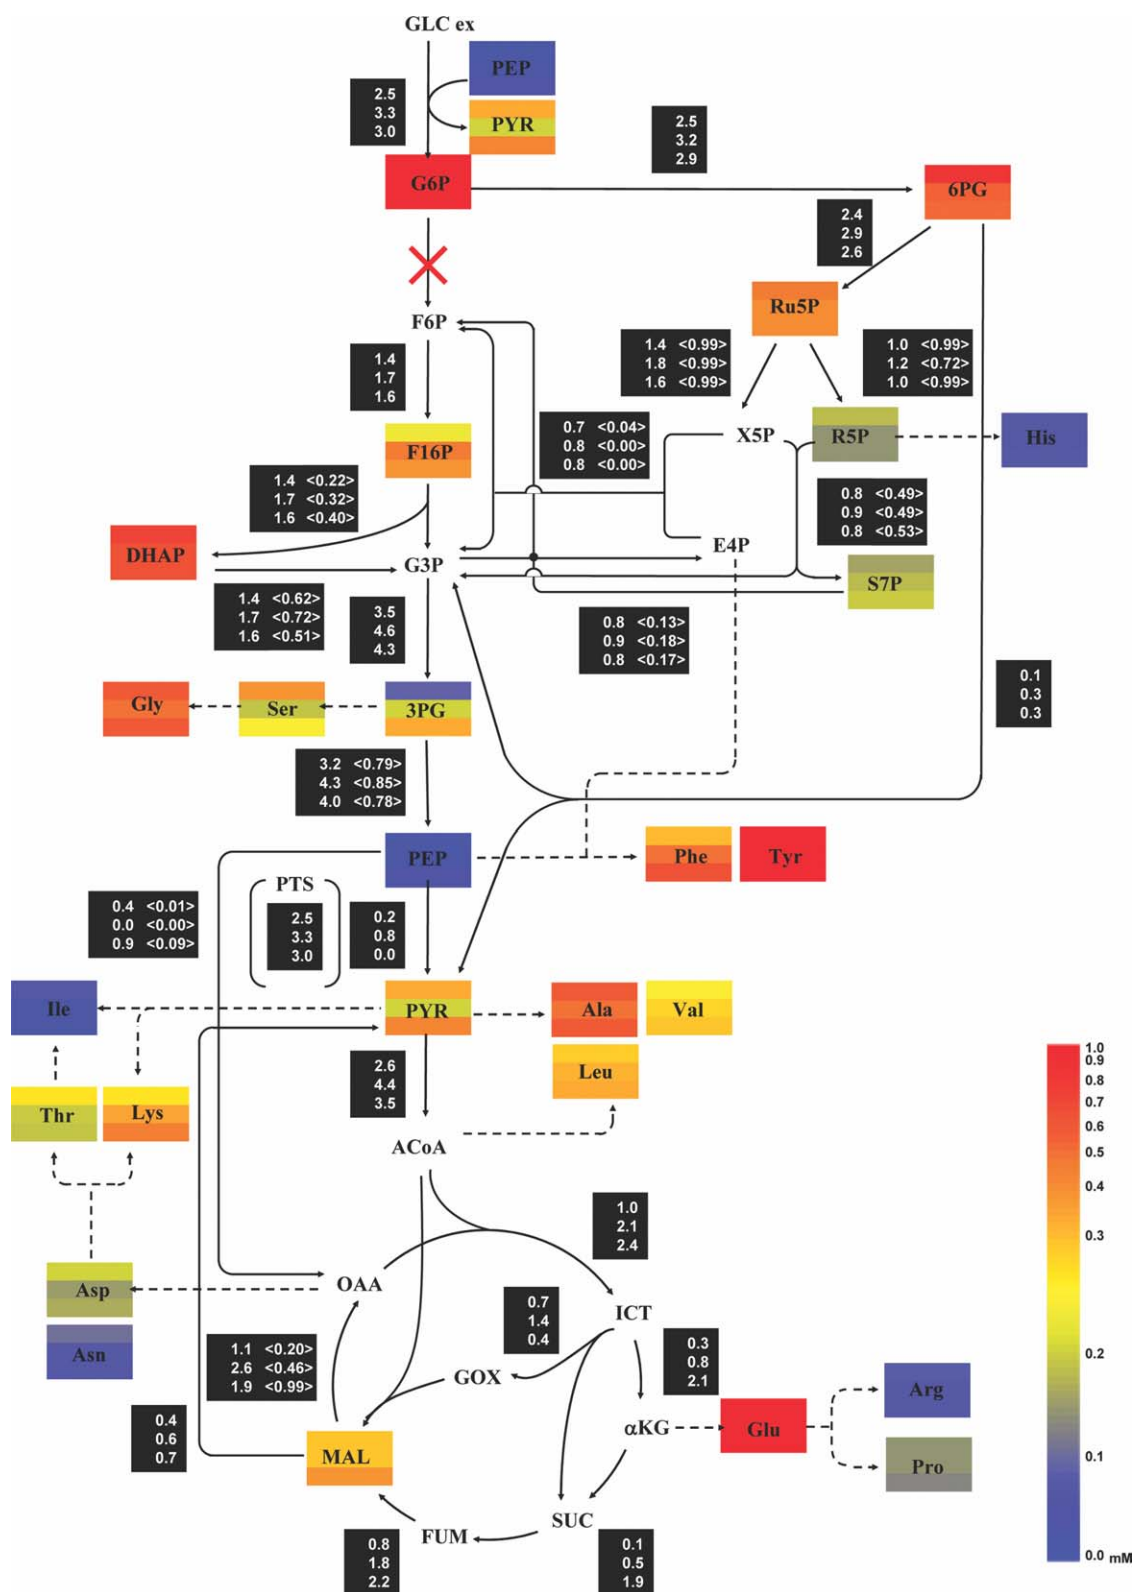 GLC ex
PEP
2.5
3.3
3.0
PYR
2.5
3.2
2.9
G6P
6PG
2.4
2.9
2.6
Ru5P
F6P
1.4
1.7
1.6
1.4 <0.99>
1.8 <0.99>
1.6 <0.99>
1.0 <0.99>
1.2 <0.72>
1.0 <0.99>
F16P
0.7 <0.04>
0.8 <0.00>
0.8 <0.00>
X5P
R5P
His
1.4 <0.22>
1.7 <0.32>
1.6 <0.40>
0.8 <0.49>
0.9 <0.49>
0.8 <0.53>
DHAP
G3P
E4P
S7P
1.4 <0.62>
1.7 <0.72>
1.6 <0.51>
3.5
4.6
4.3
0.8 <0.13>
0.9 <0.18>
0.8 <0.17>
0.1
0.3
0.3
Gly
Ser
3PG
3.2 <0.79>
4.3 <0.85>
4.0 <0.78>
PEP
Phe
Tyr
PTS
2.5
3.3
3.0
0.2
0.8
0.0
0.4 <0.01>
0.0 <0.00>
0.9 <0.09>
Ile
PYR
Ala
Val
Leu
2.6
4.4
3.5
Thr
Lys
ACoA
1.0
2.1
2.4
Asp
OAA
Asn
ICT
0.7
1.4
0.4
1.1 <0.20>
2.6 <0.46>
1.9 <0.99>
GOX
0.3
0.8
2.1
Arg
0.4
0.6
0.7
MAL
αKG
Glu
Pro
SUC
FUM
0.8
1.8
2.2
0.1
0.5
1.9
1.0
0.9
0.8
0.7
0.6
0.5
0.3
0.2
0.1
0.0 mM